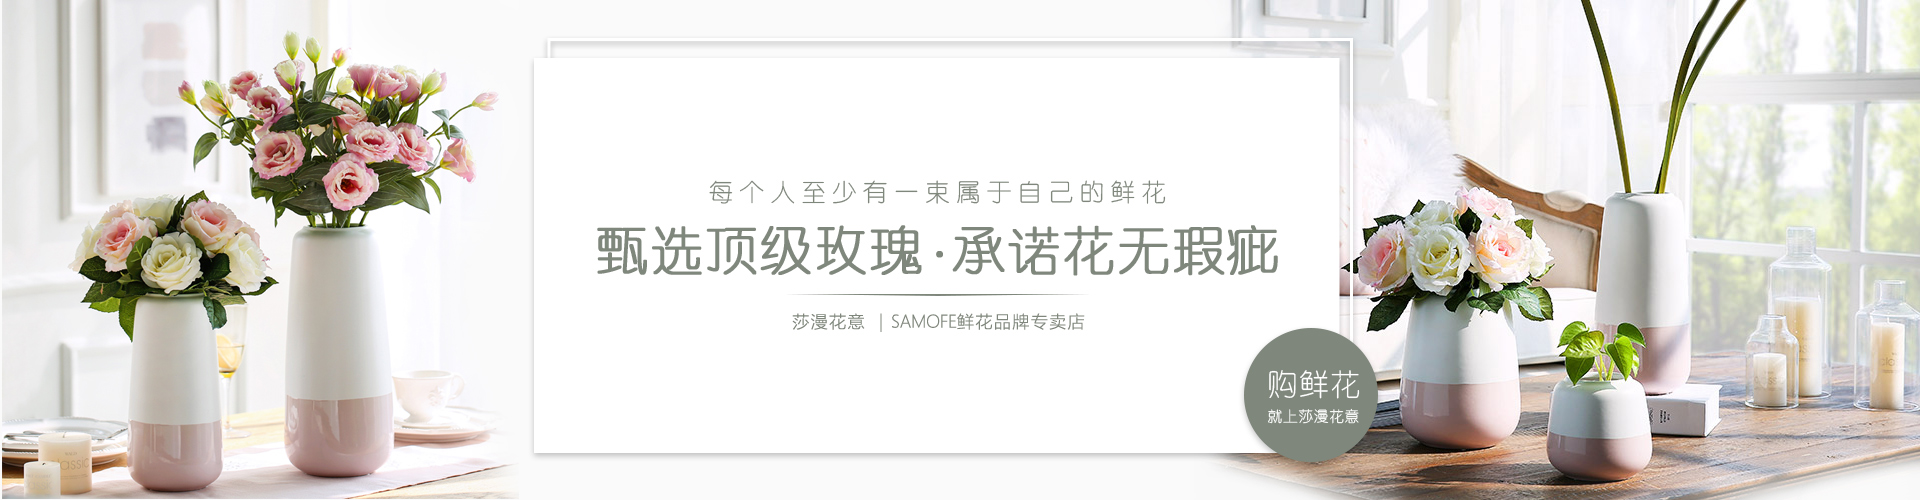 每个人至少有一束属于自己的鲜花
甄选顶级玫瑰·承诺花无瑕疵
莎漫花意 | SAMOFE鲜花品牌专卖店
购鲜花
就上莎漫花意